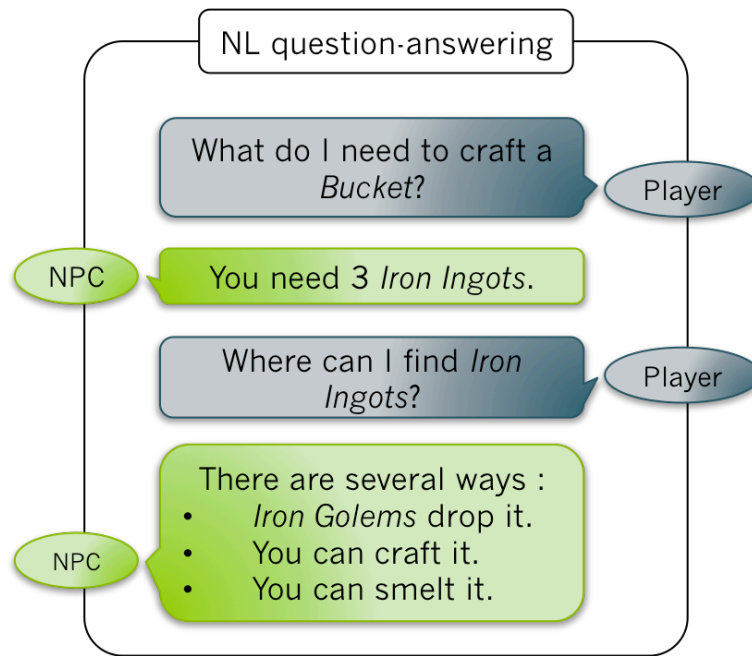 NL question-answering
What do I need to craft a
Bucket?
Player
NPC
You need 3 Iron Ingots.
Where can I find Iron
Ingots?
Player
There are several ways :
• Iron Golems drop it.
• You can craft it.
• You can smelt it.
NPC